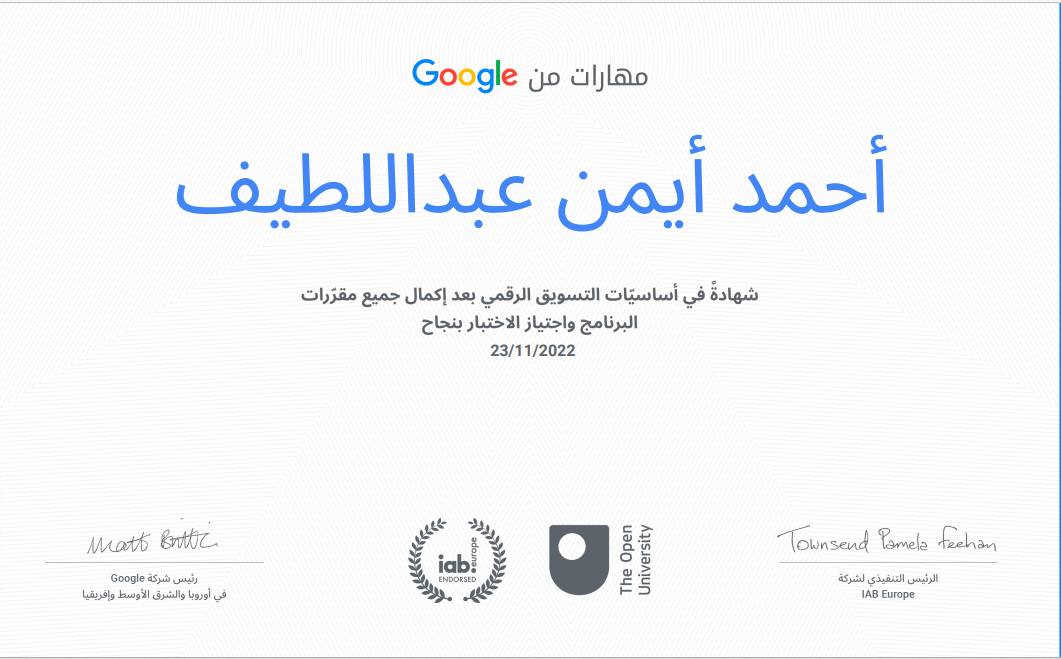 مهارات من Google
أحمد أيمن عبداللطيف
شهادةً في أساسيّات التسويق الرقمي بعد إكمال جميع مقرّرات
البرنامج واجتياز الاختبار بنجاح
23/11/2022
Townsend Pamela Feehan
الرئيس التنفيذي لشركة
IAB Europe
The Open
University
iab.
europe
ENDORSED
Matt Brittin
رئيس شركة Google
في أوروبا والشرق الأوسط وإفريقيا